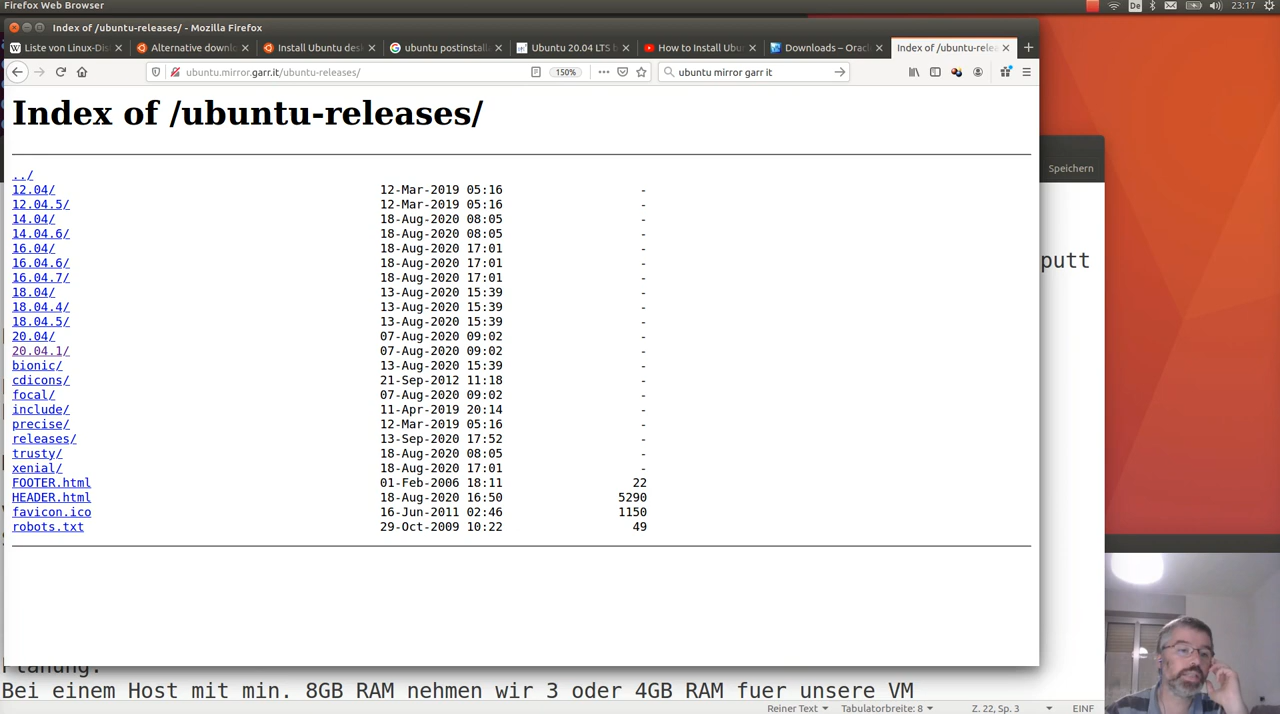 Firefox Web Browser
De
23:17
Index of /ubuntu-releases/ - Mozilla Firefox
Liste von Linux-Dis
Alternative downlo
Install Ubuntu desk
ubuntu postinstalla
Ubuntu 20.04 LTS b
How to Install Ubun
Downloads – Orac
Index of /ubuntu-relea
ubuntu.mirror.garr.it/ubuntu-releases/
150%
ubuntu mirror garr it
Index of /ubuntu-releases/
../
12.04/ 12-Mar-2019 05:16 -
12.04.5/ 12-Mar-2019 05:16 -
14.04/ 18-Aug-2020 08:05 -
14.04.6/ 18-Aug-2020 08:05 -
16.04/ 18-Aug-2020 17:01 -
16.04.6/ 18-Aug-2020 17:01 -
16.04.7/ 18-Aug-2020 17:01 -
18.04/ 13-Aug-2020 15:39 -
18.04.4/ 13-Aug-2020 15:39 -
18.04.5/ 13-Aug-2020 15:39 -
20.04/ 07-Aug-2020 09:02 -
20.04.1/ 07-Aug-2020 09:02 -
bionic/ 13-Aug-2020 15:39 -
cdicons/ 21-Sep-2012 11:18 -
focal/ 07-Aug-2020 09:02 -
include/ 11-Apr-2019 20:14 -
precise/ 12-Mar-2019 05:16 -
releases/ 13-Sep-2020 17:52 -
trusty/ 18-Aug-2020 08:05 -
xenial/ 18-Aug-2020 17:01 -
FOOTER.html 01-Feb-2006 18:11 22
HEADER.html 18-Aug-2020 16:50 5290
favicon.ico 16-Jun-2011 02:46 1150
robots.txt 29-Oct-2009 10:22 49
Speichern
putt
Planung:
Bei einem Host mit min. 8GB RAM nehmen wir 3 oder 4GB RAM fuer unsere VM
Reiner Text
Tabulatorbreite: 8
Z. 22, Sp. 3
EINF